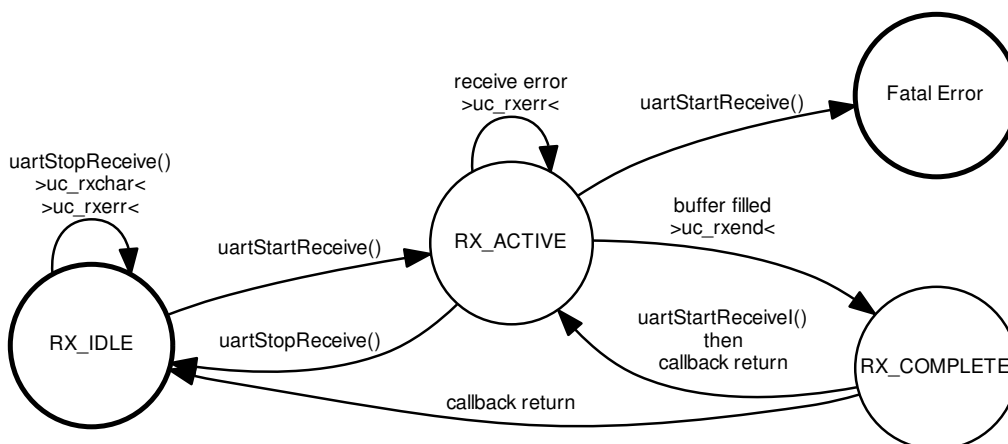 receive error
>uc_rxerr<
uartStartReceive()
Fatal Error
uartStopReceive()
>uc_rxchar<
>uc_rxerr<
uartStartReceive()
RX_ACTIVE
buffer filled
>uc_rxend<
RX_IDLE
uartStopReceive()
uartStartReceiveI()
then
callback return
RX_COMPLETE
callback return